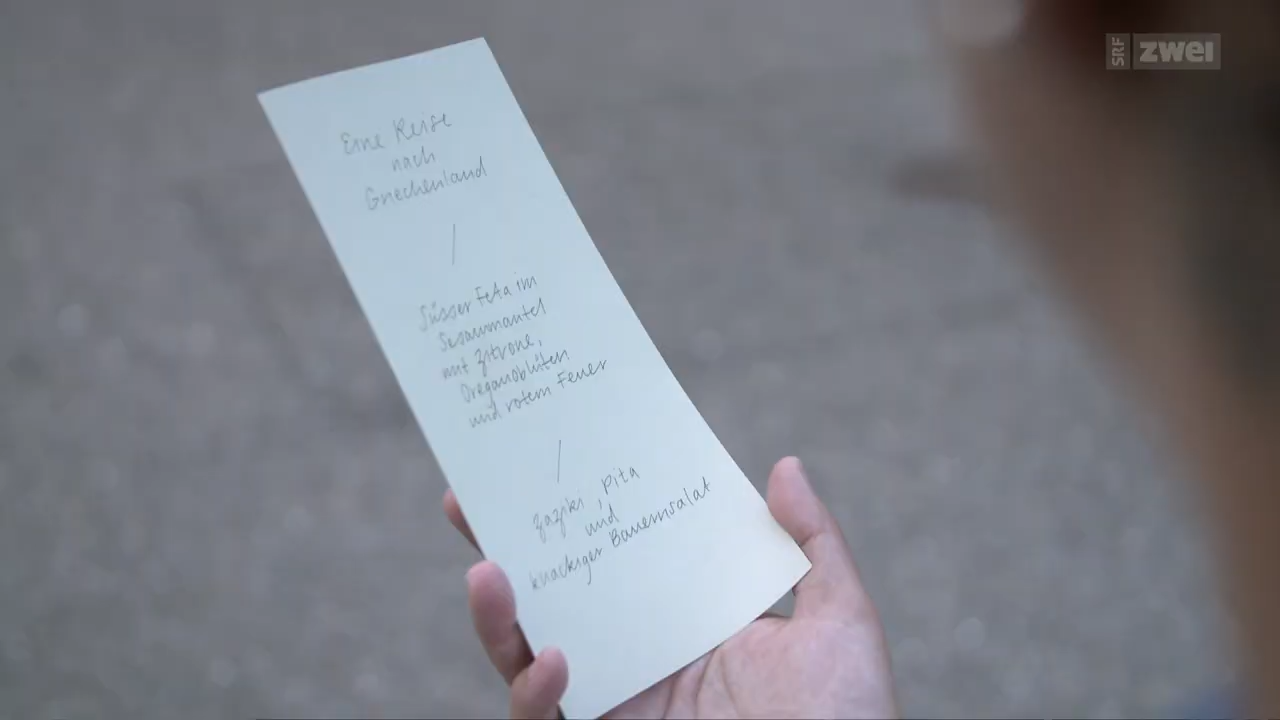 SRF zwei
Eine Reise
nach
Griechenland
/
Süsser Feta im
Sesammantel
mit Zitrone,
Oreganoblüten
und rotem Feuer
/
Zaziki, Pita
und
knackiger Bauernsalat